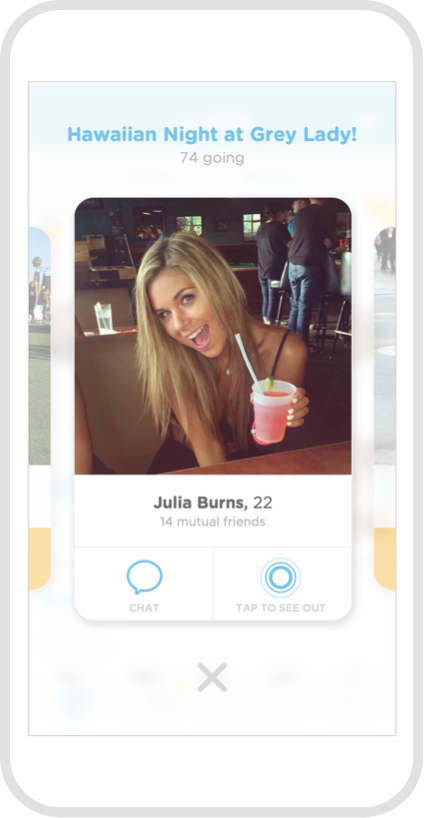 Hawaiian Night at Grey Lady!
74 going
Julia Burns, 22
14 mutual friends
CHAT
TAP TO SEE OUT